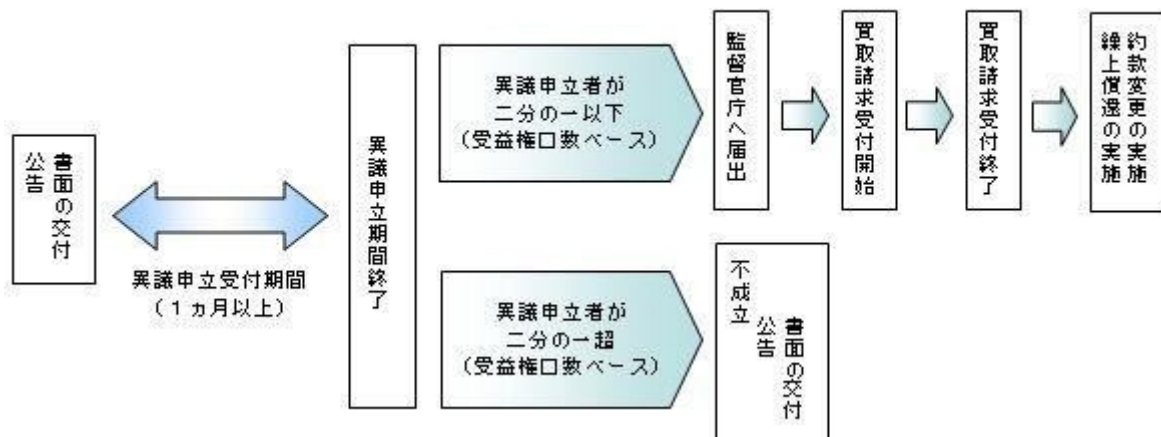 書面の交付
公告
異議申立受付期間
（１カ月以上）
異議申立期間終了
異議申立者が
二分の一以下
（受益権口数ベース）
監督官庁へ届出
買取請求受付開始
買取請求受付終了
約款変更の実施
繰上償還の実施
異議申立者が
二分の一超
（受益権口数ベース）
不成立
書面の交付
公告